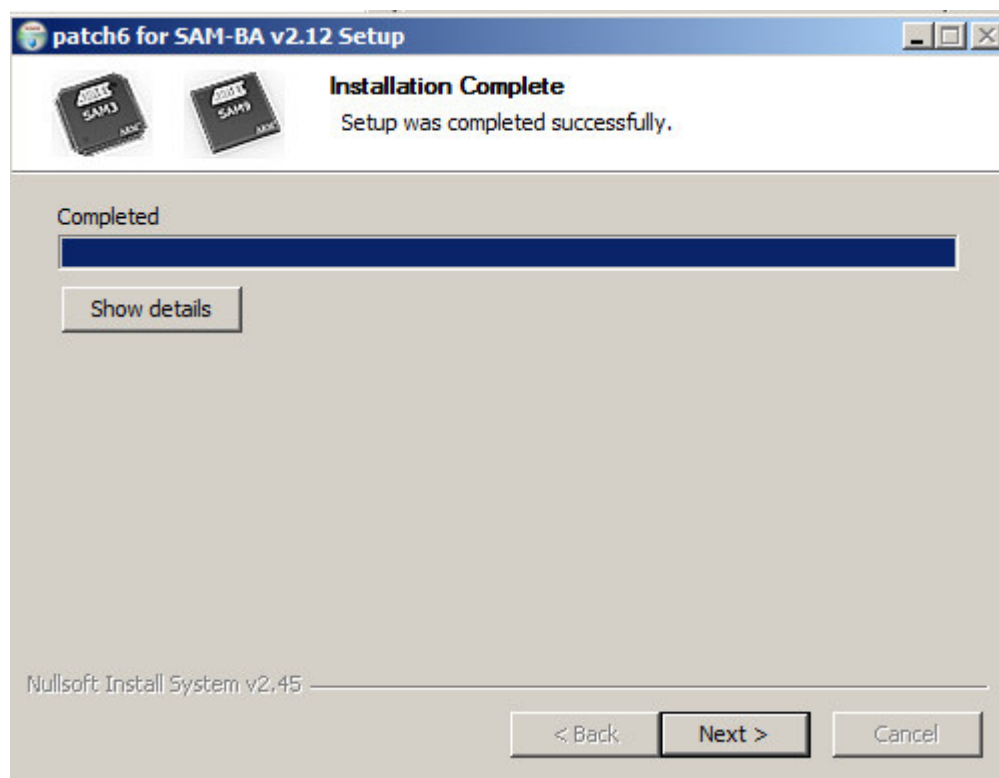 patch6 for SAM-BA v2.12 Setup
Installation Complete
Setup was completed successfully.
SAM3
SAM9
Completed
Show details
Nullsoft Install System v2.45
< Back
Next >
Cancel